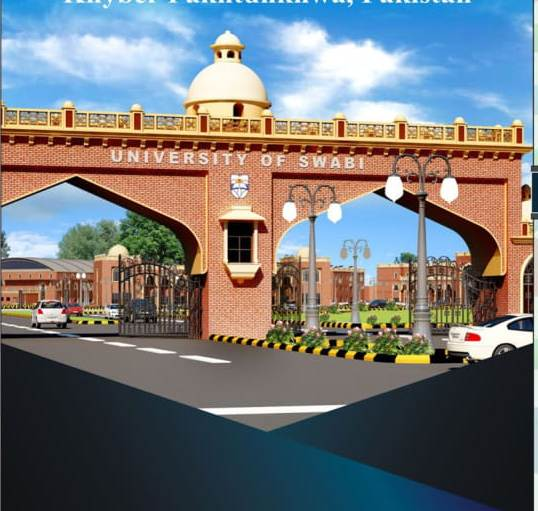 Khyber Pakhtunkhwa, Pakistan
UNIVERSITY OF SWABI